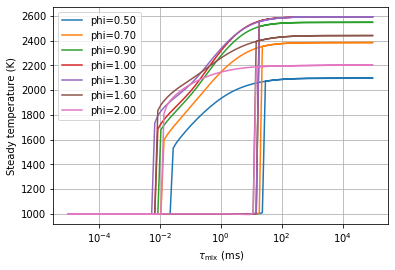 phi=0.50
phi=0.70
phi=0.90
phi=1.00
phi=1.30
phi=1.60
phi=2.00
Steady temperature (K)
2600
2400
2200
2000
1800
1600
1400
1200
1000
10⁻⁴
10⁻²
10⁰
10²
10⁴
τmix (ms)